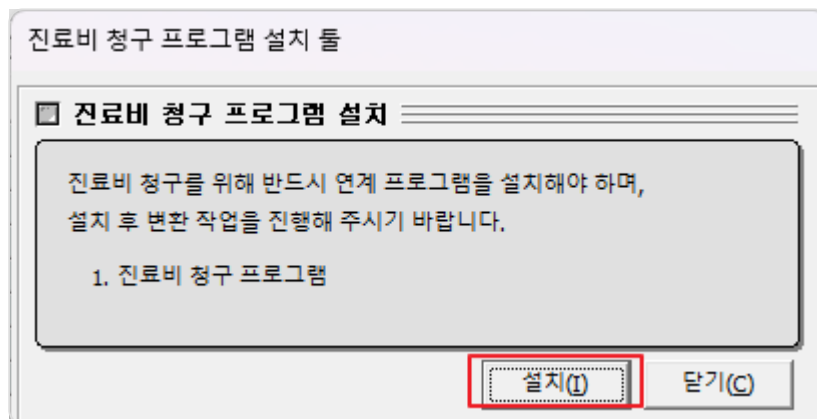 진료비 청구 프로그램 설치 툴
진료비 청구 프로그램 설치
진료비 청구를 위해 반드시 연계 프로그램을 설치해야 하며,
설치 후 변환 작업을 진행해 주시기 바랍니다.
1. 진료비 청구 프로그램
설치(I) 닫기(C)